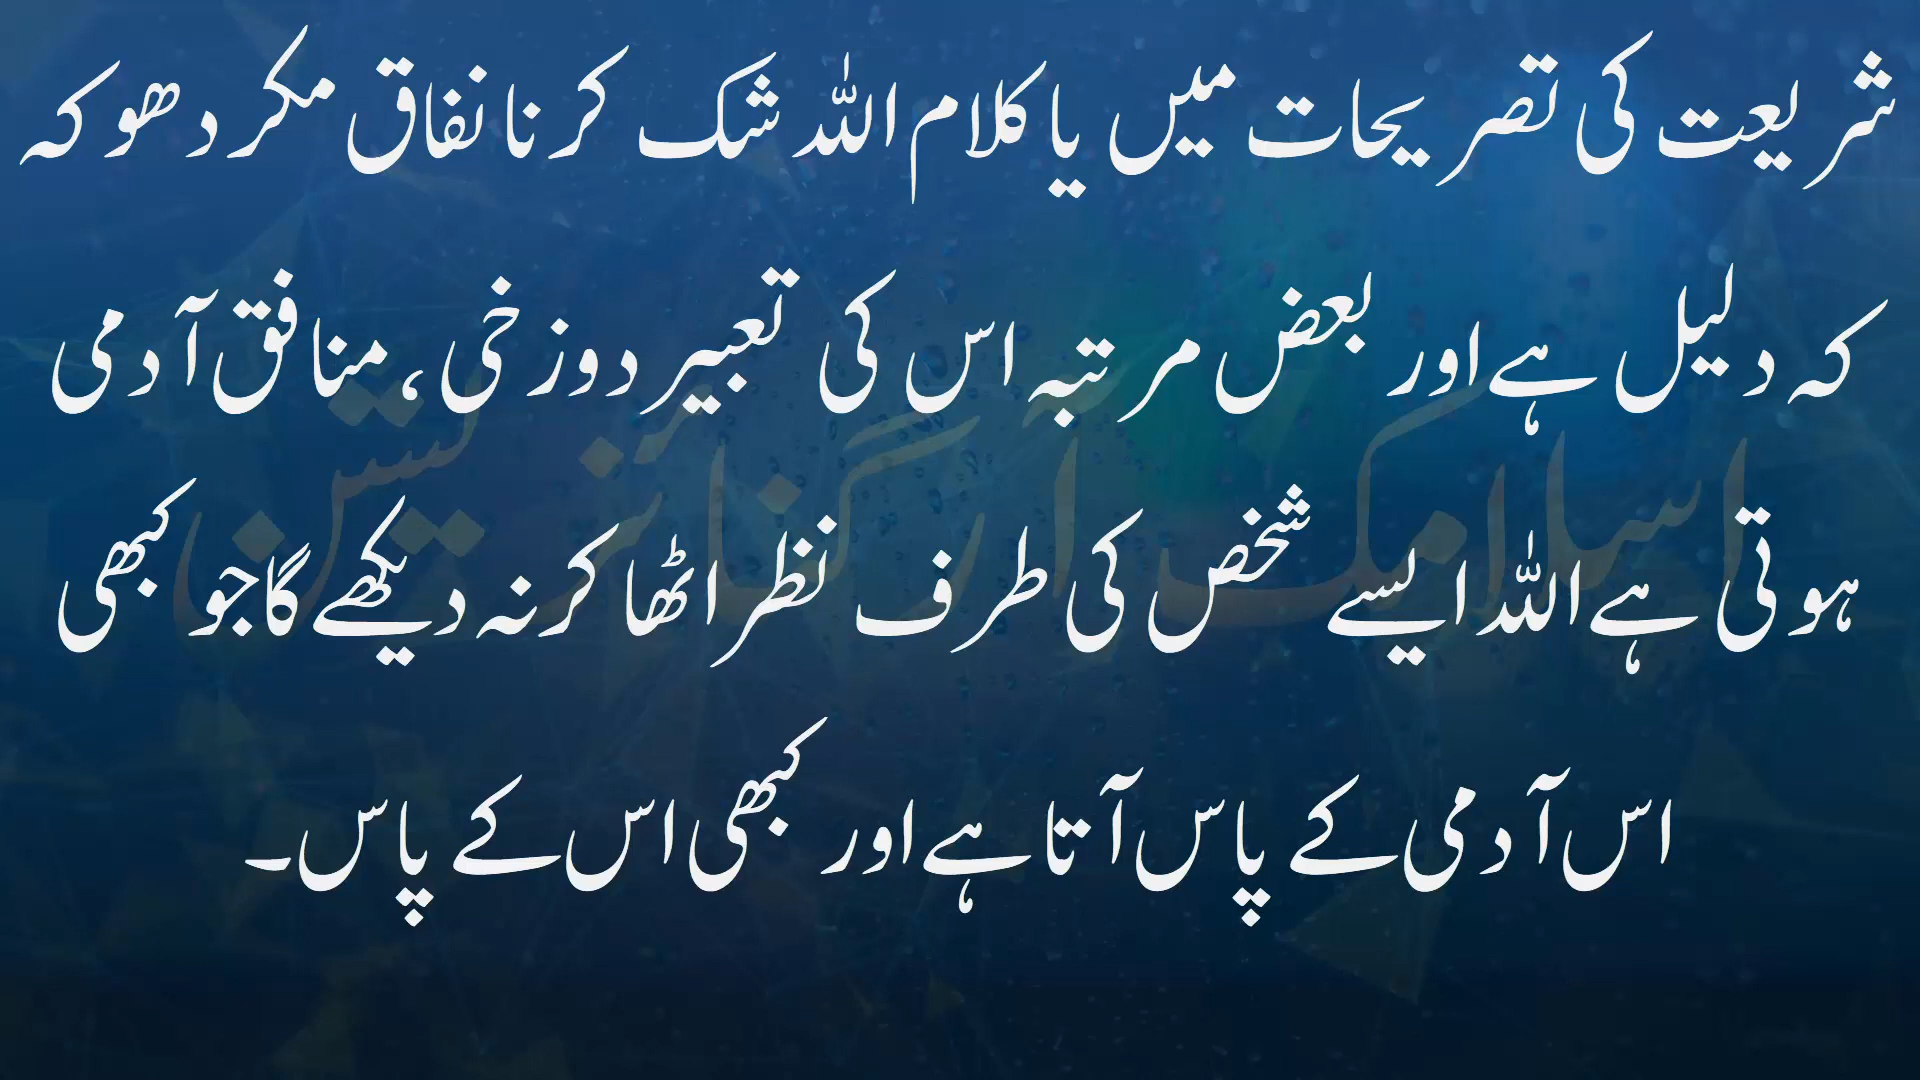 شریعت کی تصریحات میں یا کلام اللہ شک کرنا نفاق مکر دھوکہ
کہ دلیل ہے اور بعض مرتبہ اس کی تعبیر دوزخی، منافق آدمی
اسلامک آرگنائزیشن
ہوتی ہے اللہ ایسے شخص کی طرف نظر اٹھا کر نہ دیکھے گا جو کبھی
اس آدمی کے پاس آتا ہے اور کبھی اس کے پاس۔